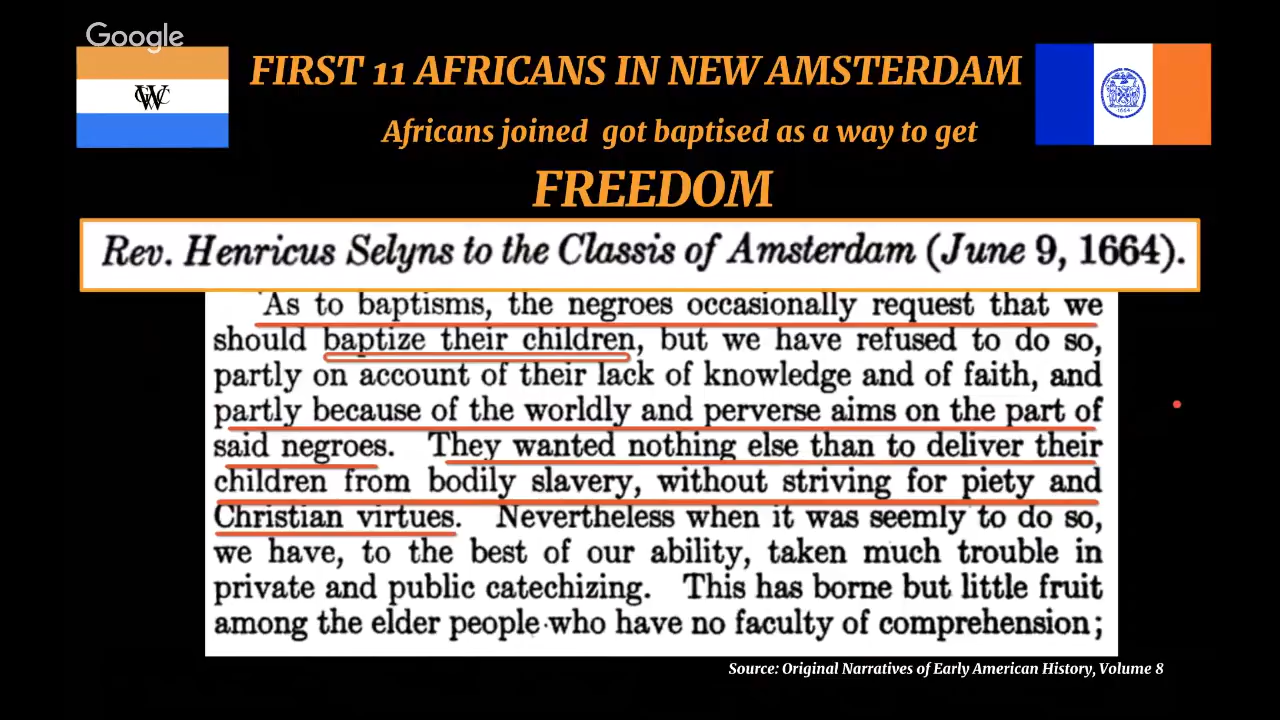 Google
FIRST 11 AFRICANS IN NEW AMSTERDAM
Africans joined got baptised as a way to get
FREEDOM
Rev. Henricus Selyns to the Classis of Amsterdam (June 9, 1664).
As to baptisms, the negroes occasionally request that we
should baptize their children, but we have refused to do so,
partly on account of their lack of knowledge and of faith, and
partly because of the worldly and perverse aims on the part of
said negroes. They wanted nothing else than to deliver their
children from bodily slavery, without striving for piety and
Christian virtues. Nevertheless when it was seemly to do so,
we have, to the best of our ability, taken much trouble in
private and public catechizing. This has borne but little fruit
among the elder people who have no faculty of comprehension;
Source: Original Narratives of Early American History, Volume 8